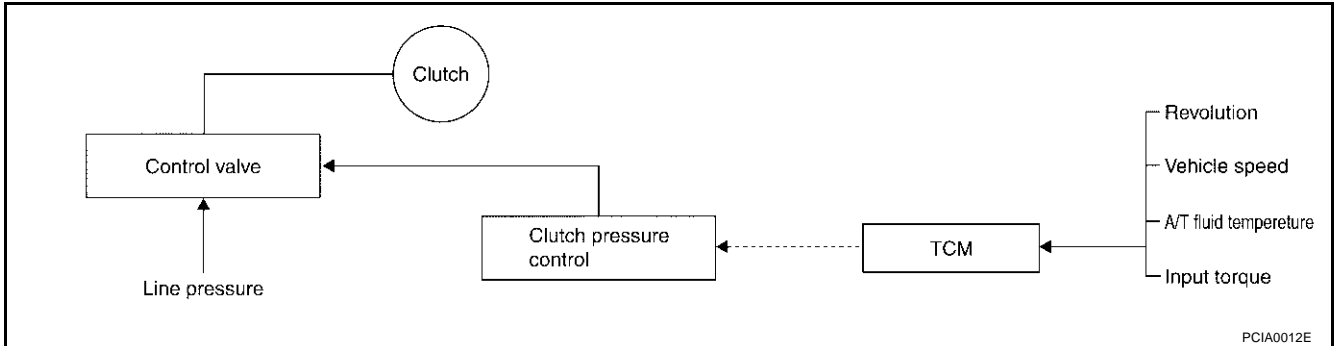 Clutch
Control valve
Line pressure
Clutch pressure
control
TCM
Revolution
Vehicle speed
A/T fluid tempereture
Input torque
PCIA0012E